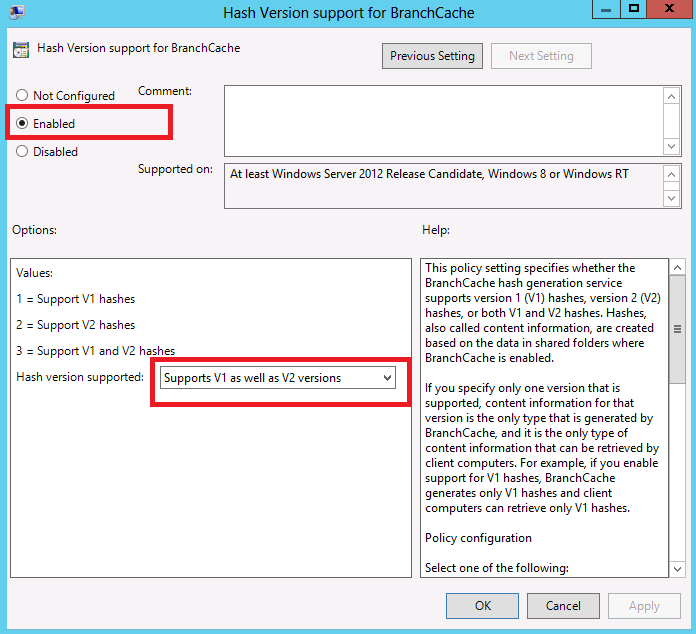 Hash Version support for BranchCache
Hash Version support for BranchCache
Previous Setting
Next Setting
Not Configured
Comment:
Enabled
Disabled
Supported on:
At least Windows Server 2012 Release Candidate, Windows 8 or Windows RT
Options:
Help:
Values:
1 = Support V1 hashes
2 = Support V2 hashes
3 = Support V1 and V2 hashes
Hash version supported:
Supports V1 as well as V2 versions
This policy setting specifies whether the
BranchCache hash generation service
supports version 1 (V1) hashes, version 2 (V2)
hashes, or both V1 and V2 hashes. Hashes,
also called content information, are created
based on the data in shared folders where
BranchCache is enabled.
If you specify only one version that is
supported, content information for that
version is the only type that is generated by
BranchCache, and it is the only type of
content information that can be retrieved by
client computers. For example, if you enable
support for V1 hashes, BranchCache
generates only V1 hashes and client
computers can retrieve only V1 hashes.
Policy configuration
Select one of the following:
OK
Cancel
Apply